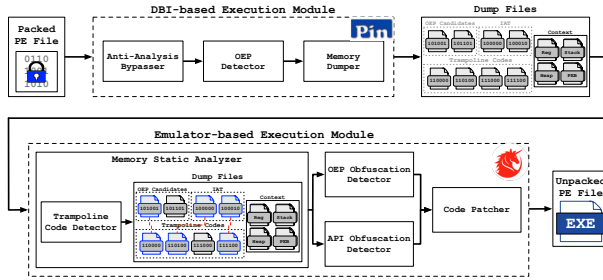 DBI-based Execution Module
Dump Files
Packed
PE File
0110
1010
Pin
Anti-Analysis
Bypasser
OEP
Detector
Memory
Dumper
OEP Candidates
IAT
101001
101101
100000
100010
Trampoline Codes
110000
110100
111000
111100
Context
Reg
Stack
Heap
PEB
Emulator-based Execution Module
Memory Static Analyzer
Dump Files
Trampoline
Code Detector
OEP Candidates
IAT
101001
101101
100000
100010
Trampoline Codes
110000
110100
111000
111100
Context
Reg
Stack
Heap
PEB
OEP Obfuscation
Detector
API Obfuscation
Detector
Code Patcher
Unpacked
PE File
EXE